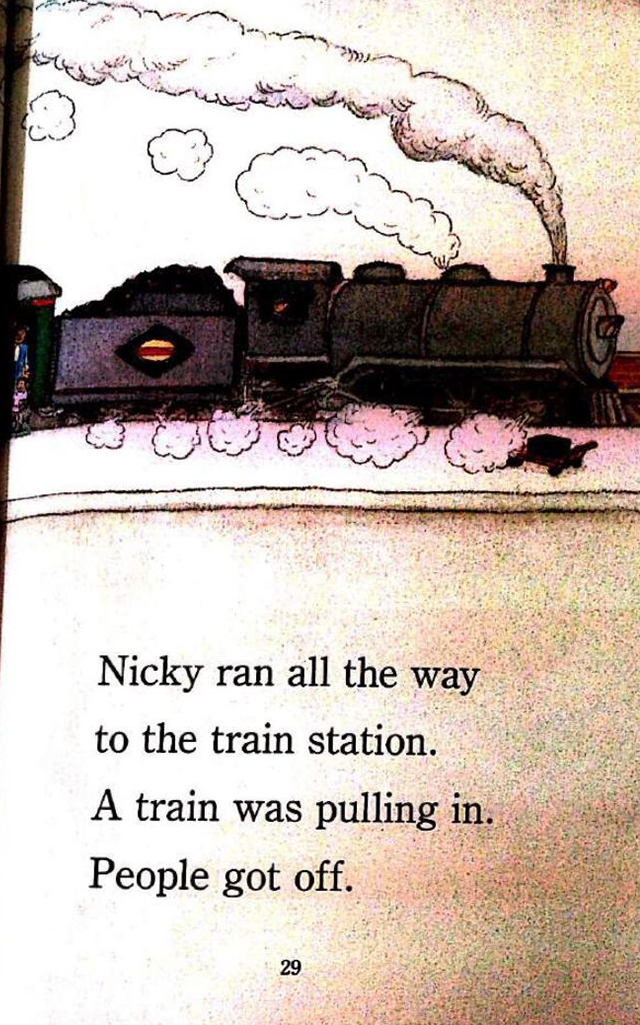 Nicky ran all the way
to the train station.
A train was pulling in.
People got off.
29